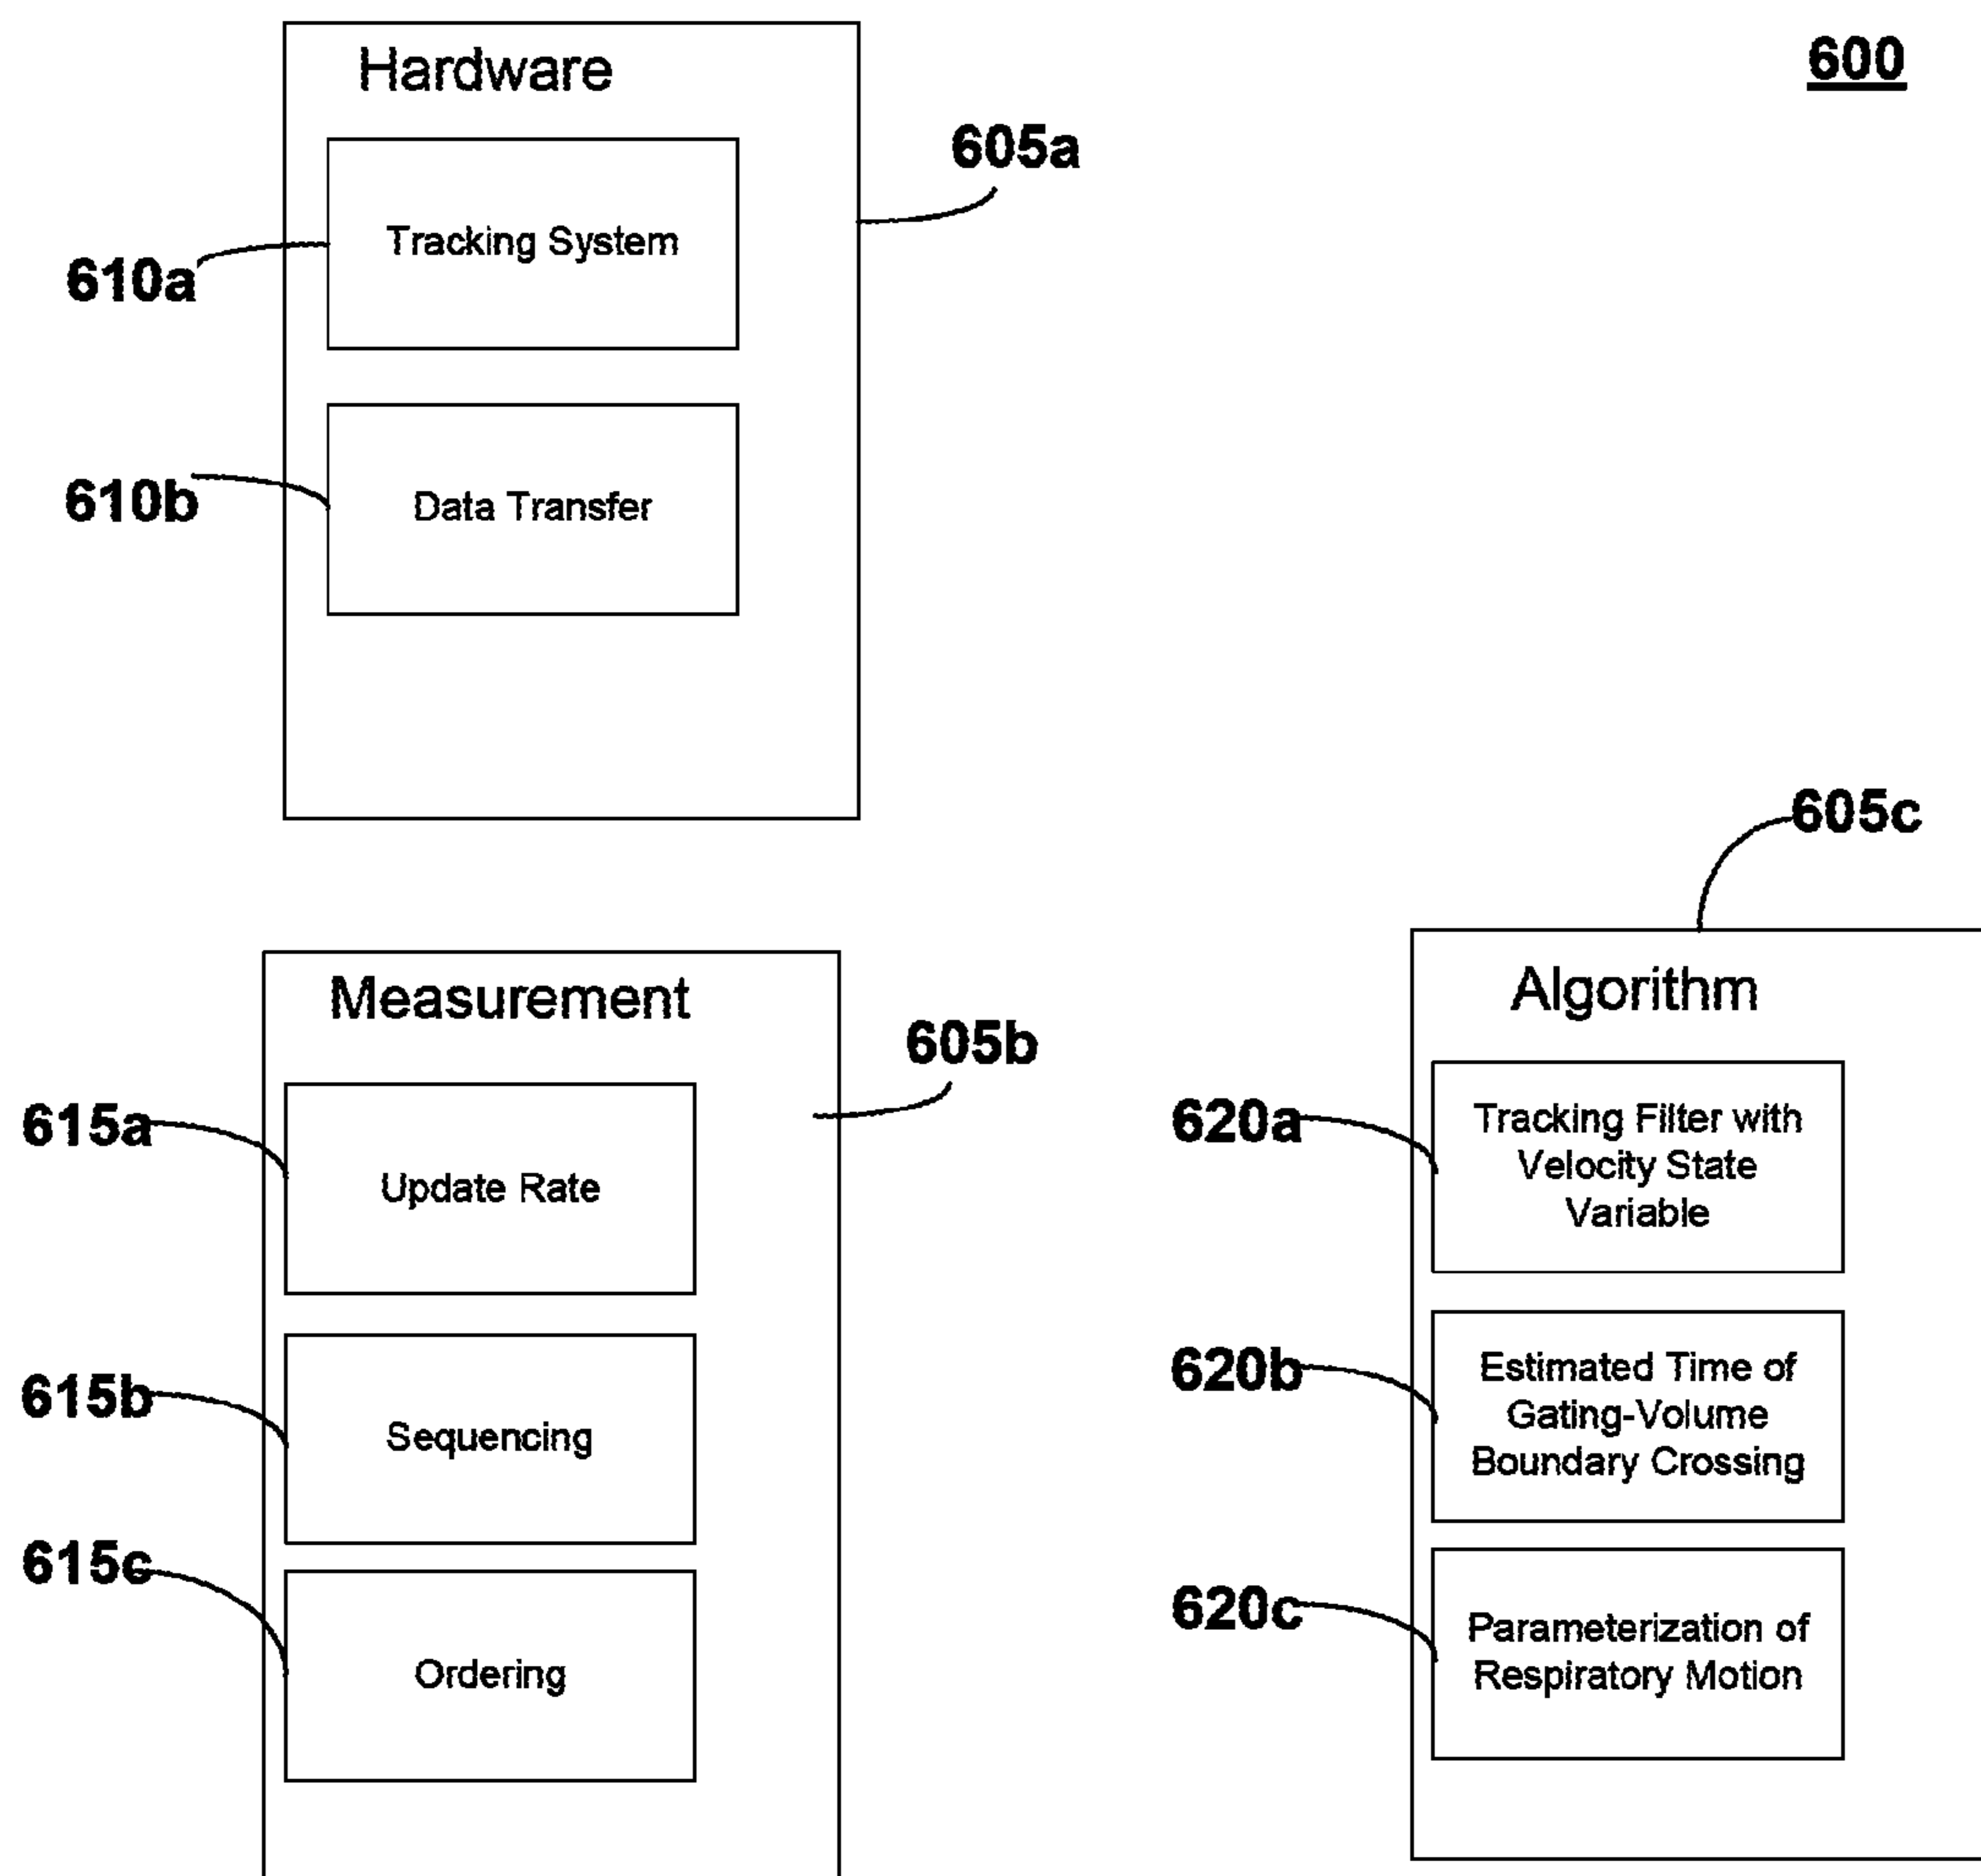 600
Hardware
605a
Tracking System
610a
Data Transfer
610b
605c
Measurement
605b
615a
Update Rate
615b
Sequencing
615c
Ordering
Algorithm
620a
Tracking Filter with
Velocity State
Variable
620b
Estimated Time of
Gating-Volume
Boundary Crossing
620c
Parameterization of
Respiratory Motion